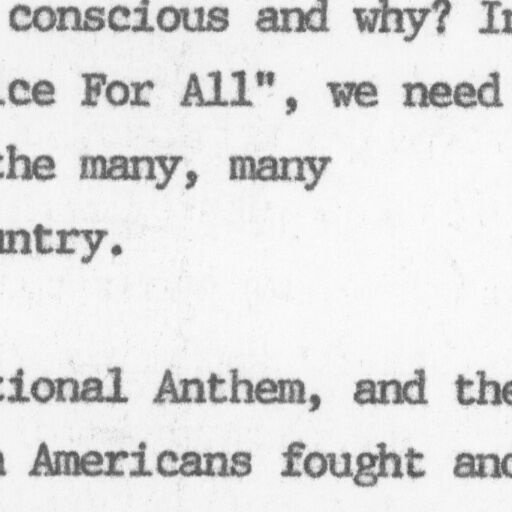 conscious and why? In
ice For All", we need
the many, many
untry.
tional Anthem, and the
n Americans fought and